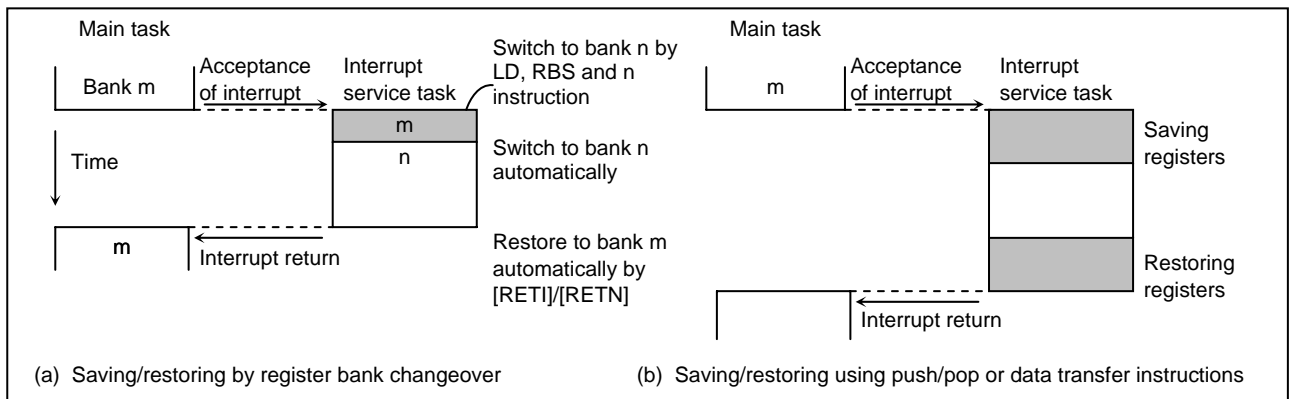 Main task
Bank m
Acceptance
of interrupt
Interrupt
service task
Switch to bank n by
LD, RBS and n
instruction
m
n
Switch to bank n
automatically
Time
m
Interrupt return
Restore to bank m
automatically by
[RETI]/[RETN]
(a) Saving/restoring by register bank changeover
Main task
m
Acceptance
of interrupt
Interrupt
service task
Saving
registers
Restoring
registers
Interrupt return
(b) Saving/restoring using push/pop or data transfer instructions